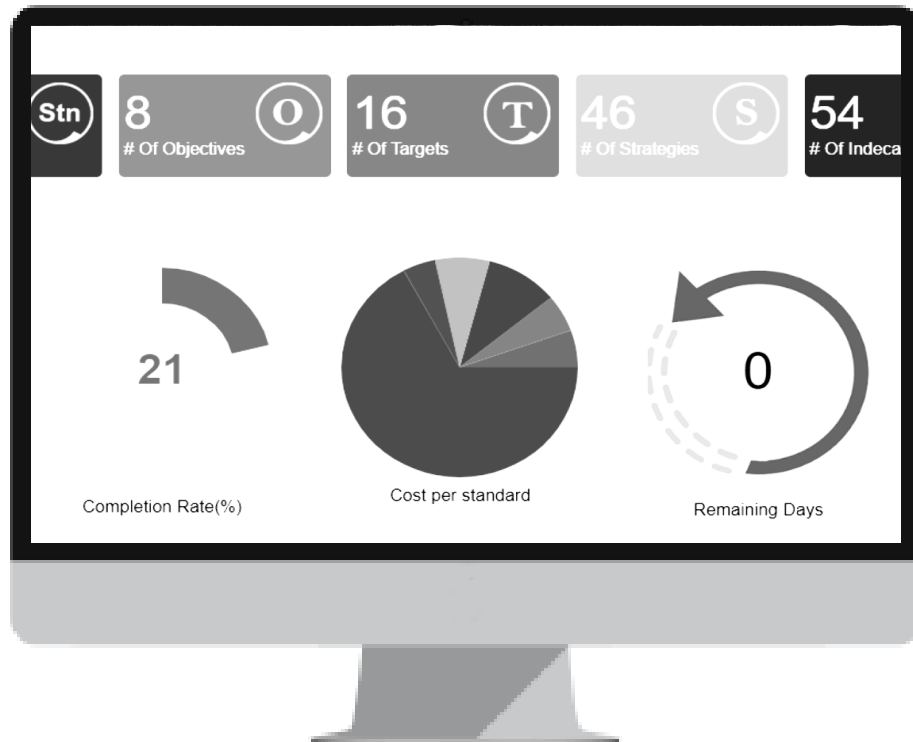 Stn
8
O
# Of Objectives
16
T
# Of Targets
46
S
# Of Strategies
54
# Of Indeca
21
0
Completion Rate(%)
Cost per standard
Remaining Days